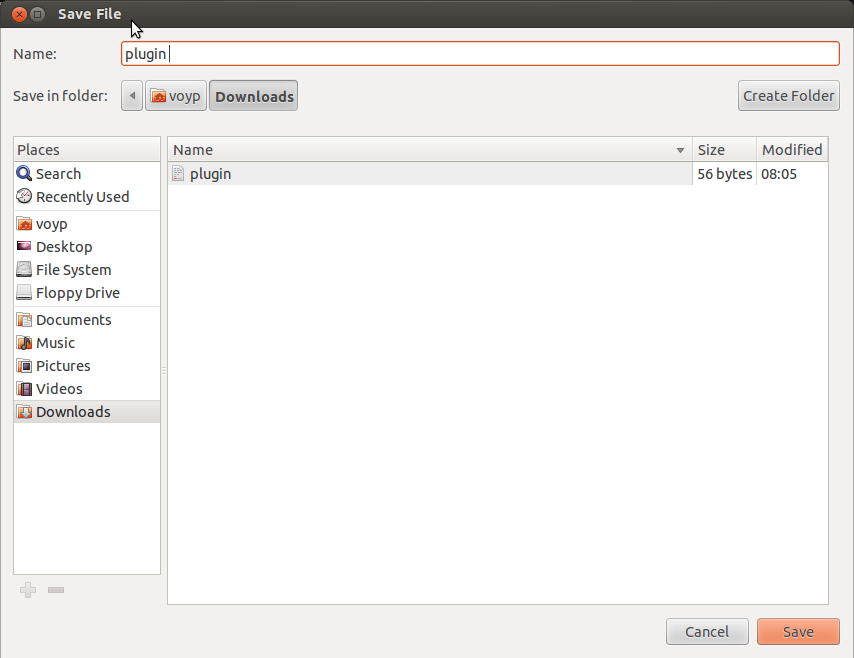 Save File
Name: plugin
Save in folder: voyp Downloads Create Folder
Places
Search
Recently Used
voyp
Desktop
File System
Floppy Drive
Documents
Music
Pictures
Videos
Downloads
Name Size Modified
plugin 56 bytes 08:05
Cancel Save